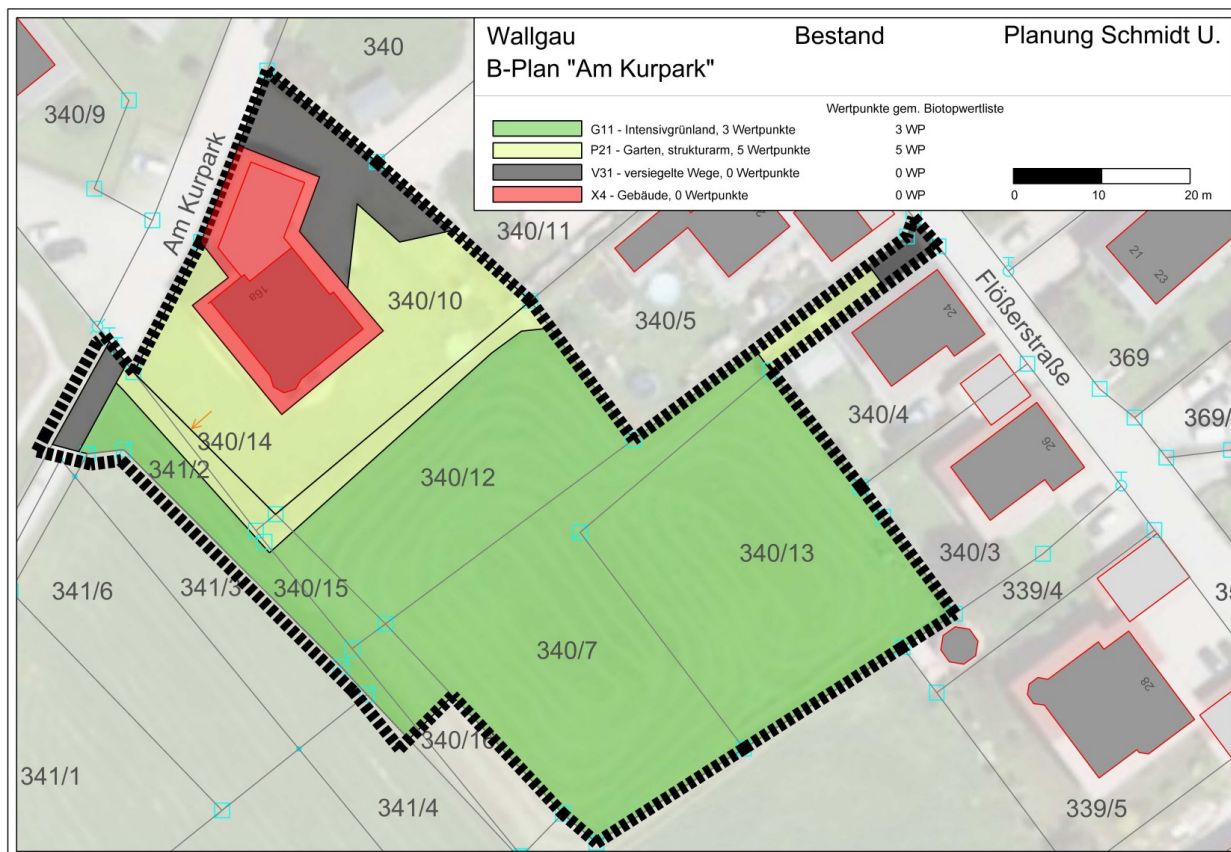 Wallgau Bestand Planung Schmidt U.
B-Plan "Am Kurpark"
Wertpunkte gem. Biotopwertliste
G11 - Intensivgrünland, 3 Wertpunkte 3 WP
P21 - Garten, strukturarm, 5 Wertpunkte 5 WP
V31 - versiegelte Wege, 0 Wertpunkte 0 WP
X4 - Gebäude, 0 Wertpunkte 0 WP
0 10 20 m
340
340/9
Am Kurpark
340/11
21
23
340/10
16a
340/5
Flößerstraße
24
369
340/4
369/
340/14
341/2
340/12
26
340/13
340/3
339/4
341/6
341/3
340/15
340/7
28
340/16
341/1
341/4
339/5